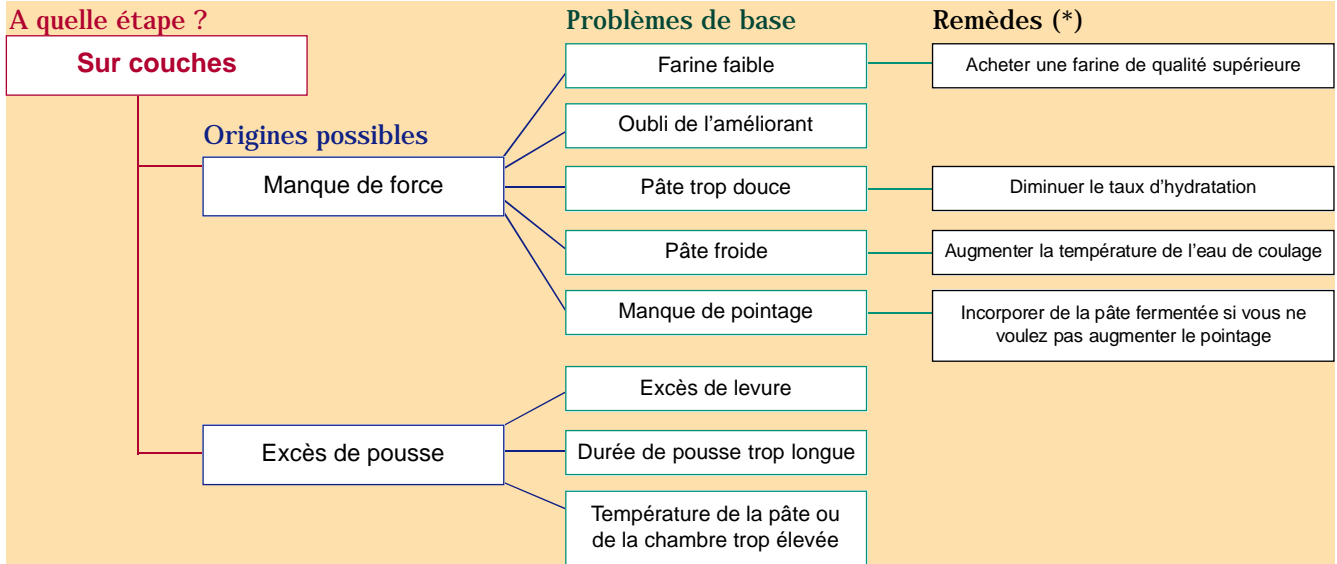 A quelle étape ?
Problèmes de base
Remèdes (*)
Sur couches
Origines possibles
Manque de force
Farine faible
Acheter une farine de qualité supérieure
Oubli de l’améliorant
Pâte trop douce
Diminuer le taux d’hydratation
Pâte froide
Augmenter la température de l’eau de coulage
Manque de pointage
Incorporer de la pâte fermentée si vous ne
voulez pas augmenter le pointage
Excès de pousse
Excès de levure
Durée de pousse trop longue
Température de la pâte ou
de la chambre trop élevée